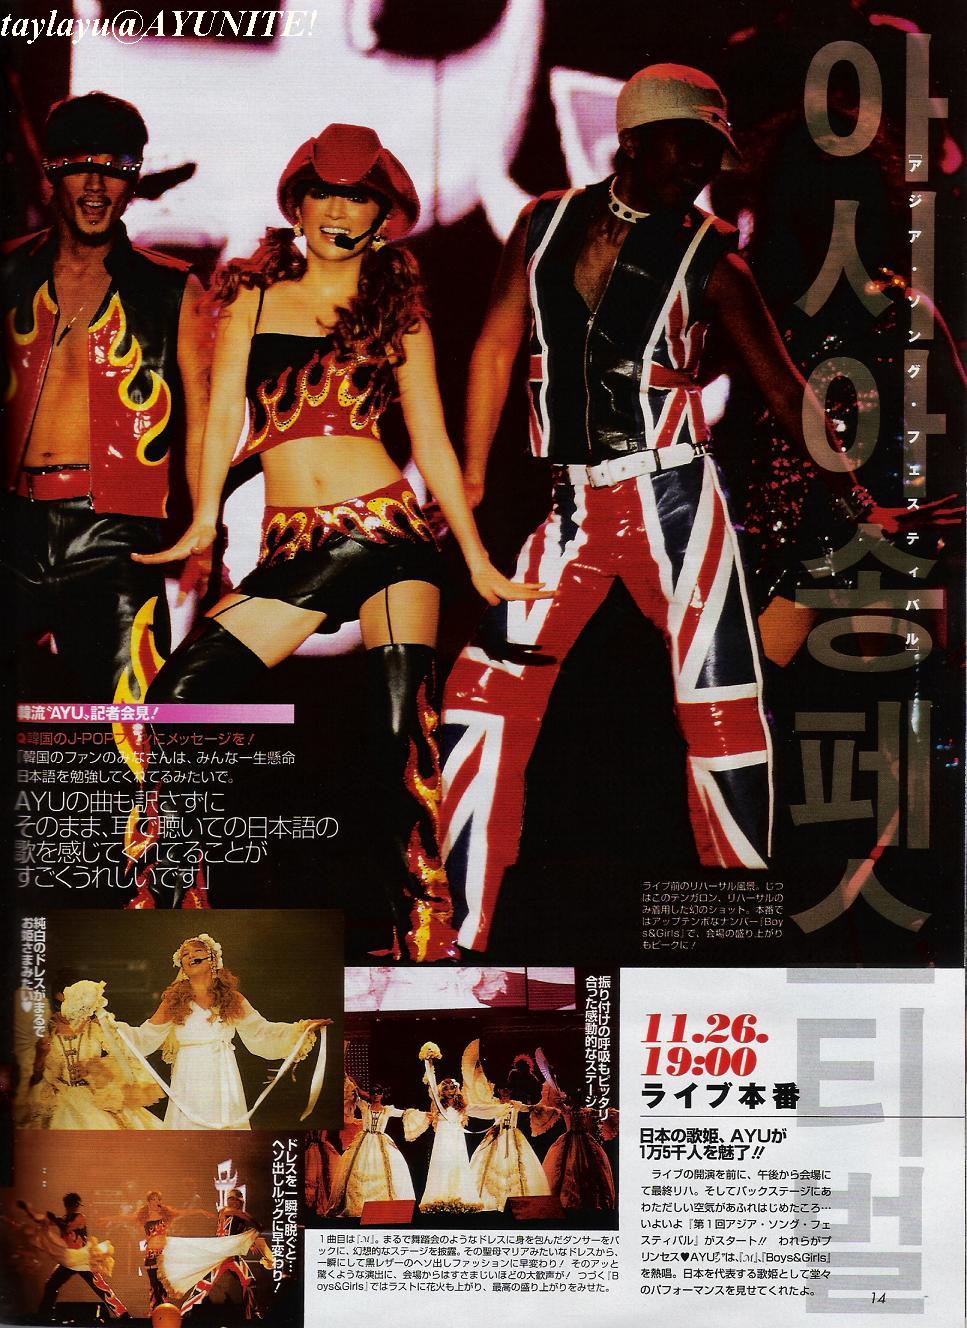 taylayu@AYUNITE!
아시아송페스티벌
［アジア・ソング・フェスティバル］
韓流〝AYU〟記者会見！
Q韓国のJ-POPファンにメッセージを！
「韓国のファンのみなさんは、みんな一生懸命
日本語を勉強してくれてるみたいで。
AYUの曲も訳さずに
そのまま、耳で聴いての日本語の
歌を感じてくれてることが
すごくうれしいです」
ライブ前のリハーサル風景。じつ
はこのテンガロン、リハーサルの
み着用した幻のショット。本番で
はアップテンポなナンバー『Boy
s&Girls』で、会場の盛り上がり
もピークに！
純白のドレスがまるで
お姫さまみたい♥
振り付けの呼吸もピッタリ
合った感動的なステージ
ドレスを一瞬で脱ぐと…
ヘソ出しルックに早変わり！
1曲目は『M』。まるで舞踏会のようなドレスに身を包んだダンサーをバ
ックに、幻想的なステージを披露。その聖母マリアみたいなドレスから、
一瞬にして黒レザーのヘソ出しファッションに早変わり！そのアッと
驚くような演出に、会場からはすさまじいほどの大歓声が！つづく『B
oys&Girls』ではラストに花火も上がり、最高の盛り上がりをみせた。
11.26.
19:00
ライブ本番
日本の歌姫、AYUが
1万5千人を魅了!!
ライブの開演を前に、午後から会場に
て最終リハ。そしてバックステージにあ
わただしい空気があふれはじめたころ…
いよいよ『第1回アジア・ソング・フェ
スティバル』がスタート!!　われらがプ
リンセス♥AYUは、『M』、『Boys&Girls』
を熱唱。日本を代表する歌姫として堂々
のパフォーマンスを見せてくれたよ。
14